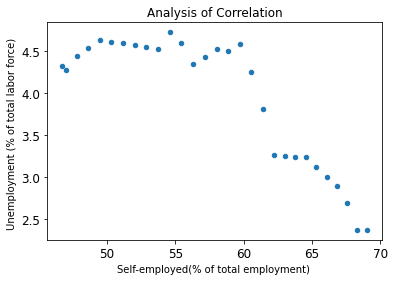 Analysis of Correlation
Unemployment (% of total labor force)
4.5
4.0
3.5
3.0
2.5
50 55 60 65 70
Self-employed(% of total employment)